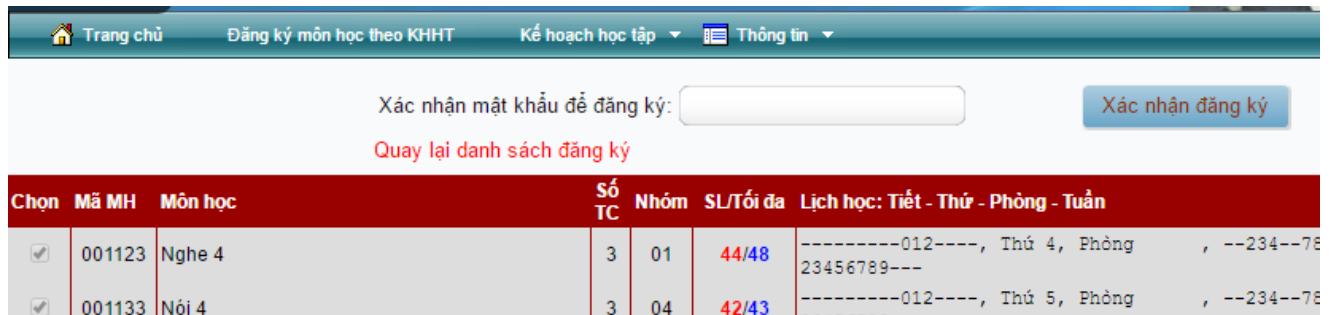 Trang chủ Đăng ký môn học theo KHHT Kế hoạch học tập Thông tin
Xác nhận mật khẩu để đăng ký: Xác nhận đăng ký
Quay lại danh sách đăng ký
Chọn Mã MH Môn học Số TC Nhóm SL/Tối đa Lịch học: Tiết - Thứ - Phòng - Tuần
001123 Nghe 4 3 01 44/48 ---------012----, Thứ 4, Phòng , --234--78
23456789---
001133 Nói 4 3 04 42/43 ---------012----, Thứ 5, Phòng , --234--78